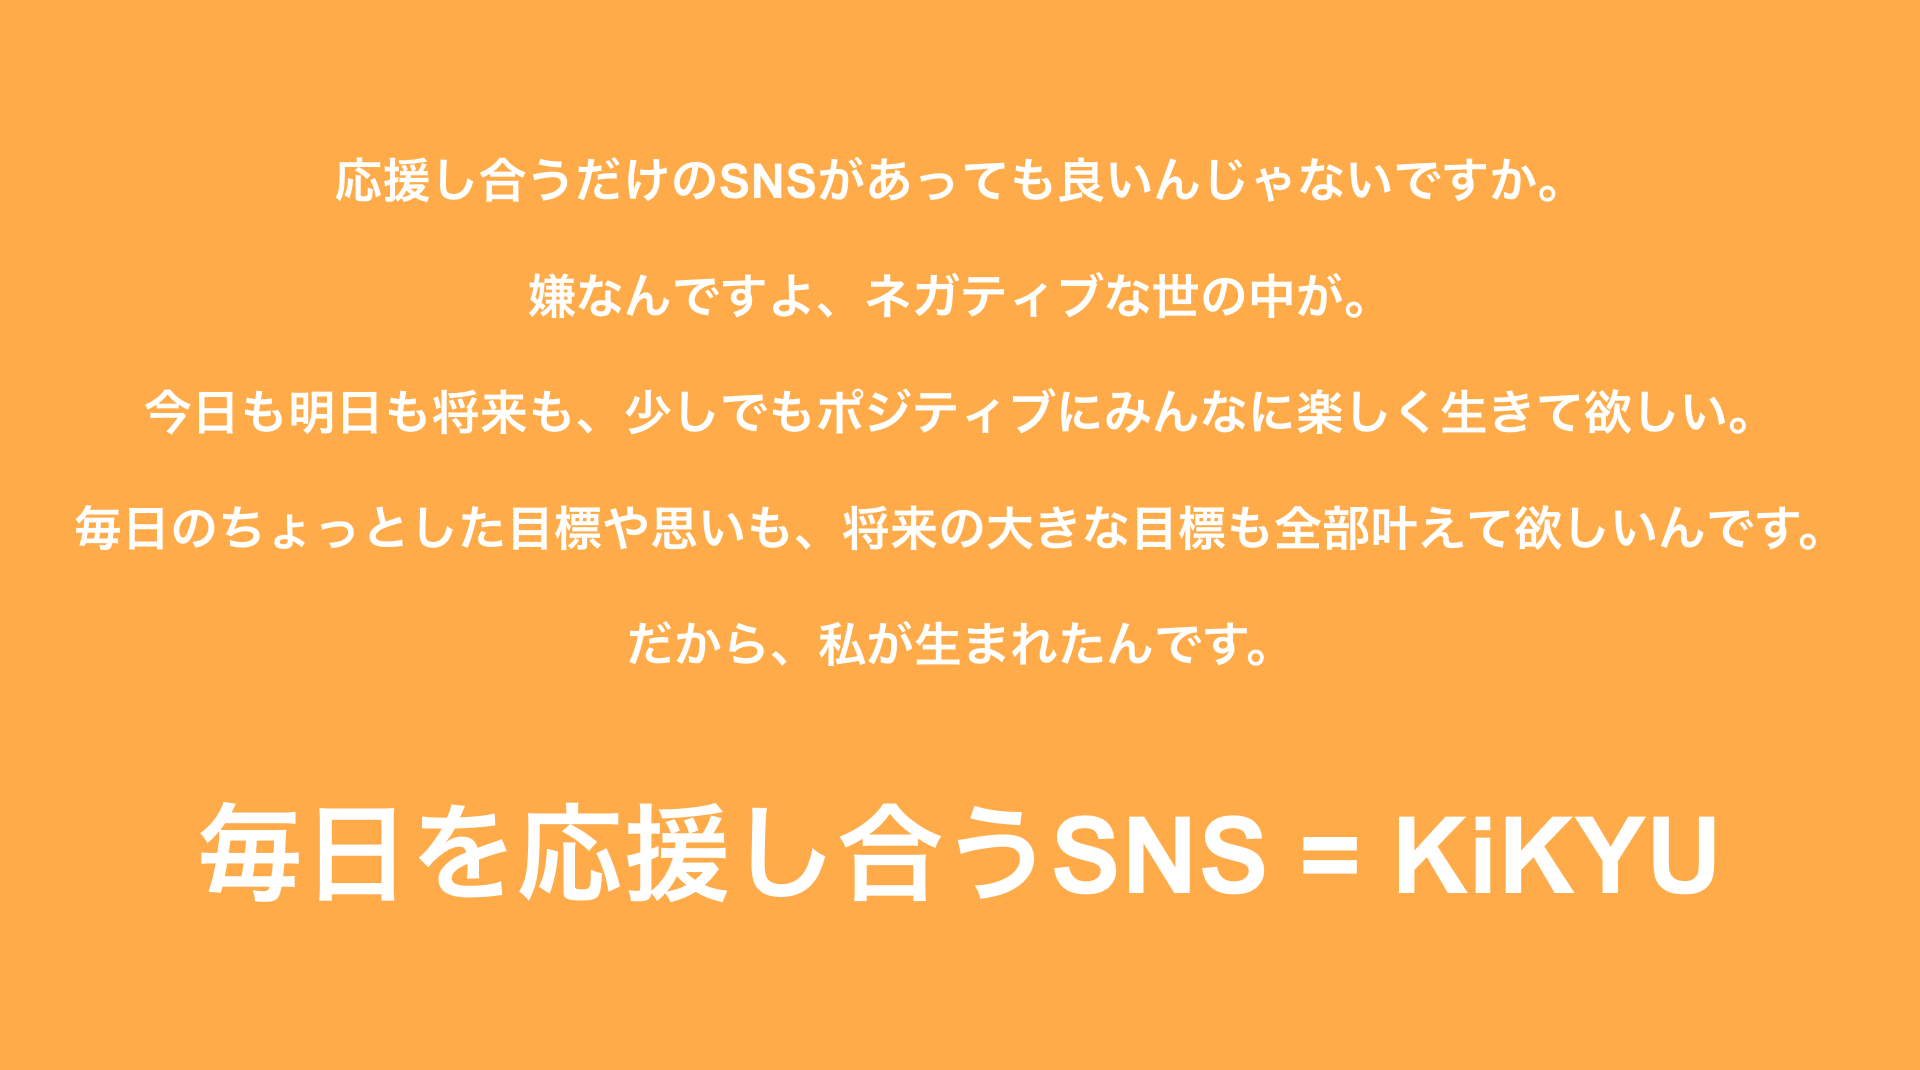 応援し合うだけのSNSがあっても良いんじゃないですか。
嫌なんですよ、ネガティブな世の中が。
今日も明日も将来も、少しでもポジティブにみんなに楽しく生きて欲しい。
毎日のちょっとした目標や思いも、将来の大きな目標も全部叶えて欲しいんです。
だから、私が生まれたんです。
毎日を応援し合うSNS = KiKYU